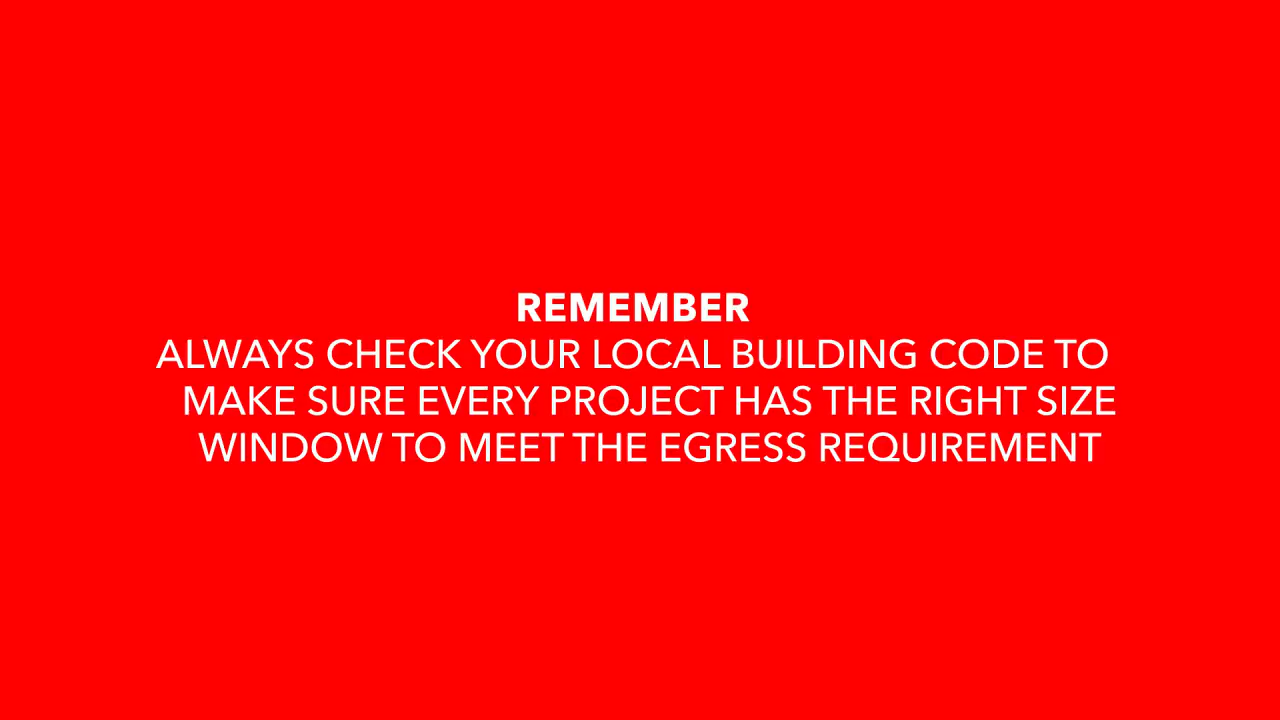 REMEMBER
ALWAYS CHECK YOUR LOCAL BUILDING CODE TO
MAKE SURE EVERY PROJECT HAS THE RIGHT SIZE
WINDOW TO MEET THE EGRESS REQUIREMENT